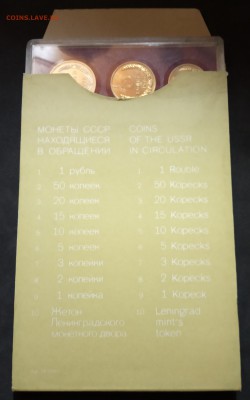 COINS.LAVE.RU
МОНЕТЫ СССР
НАХОДЯЩИЕСЯ
В ОБРАЩЕНИИ
1 рубль
50 копеек
20 копеек
15 копеек
10 копеек
5 копеек
3 копейки
2 копейки
1 копейка
Жетон
Ленинградского
монетного двора
COINS
OF THE USSR
IN CIRCULATION
1 Rouble
50 Kopecks
20 Kopecks
15 Kopecks
10 Kopecks
5 Kopecks
3 Kopecks
2 Kopecks
1 Kopeck
Leningrad
mint's
token